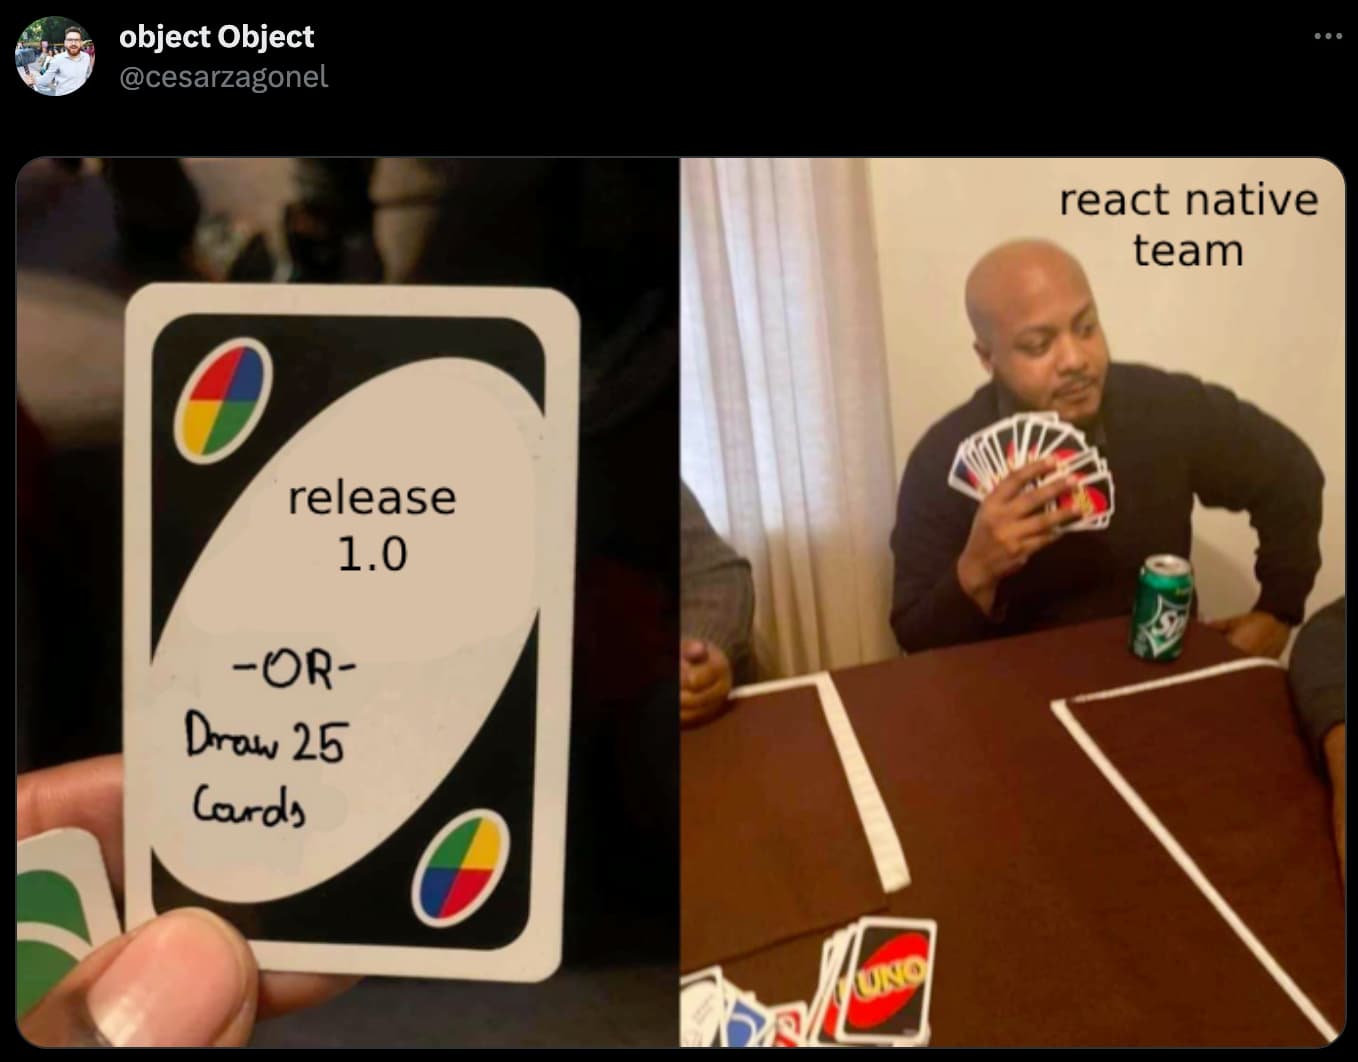 object Object
@cesarzagonel
release
1.0
-OR-
Draw 25
Cards
react native
team
UNO